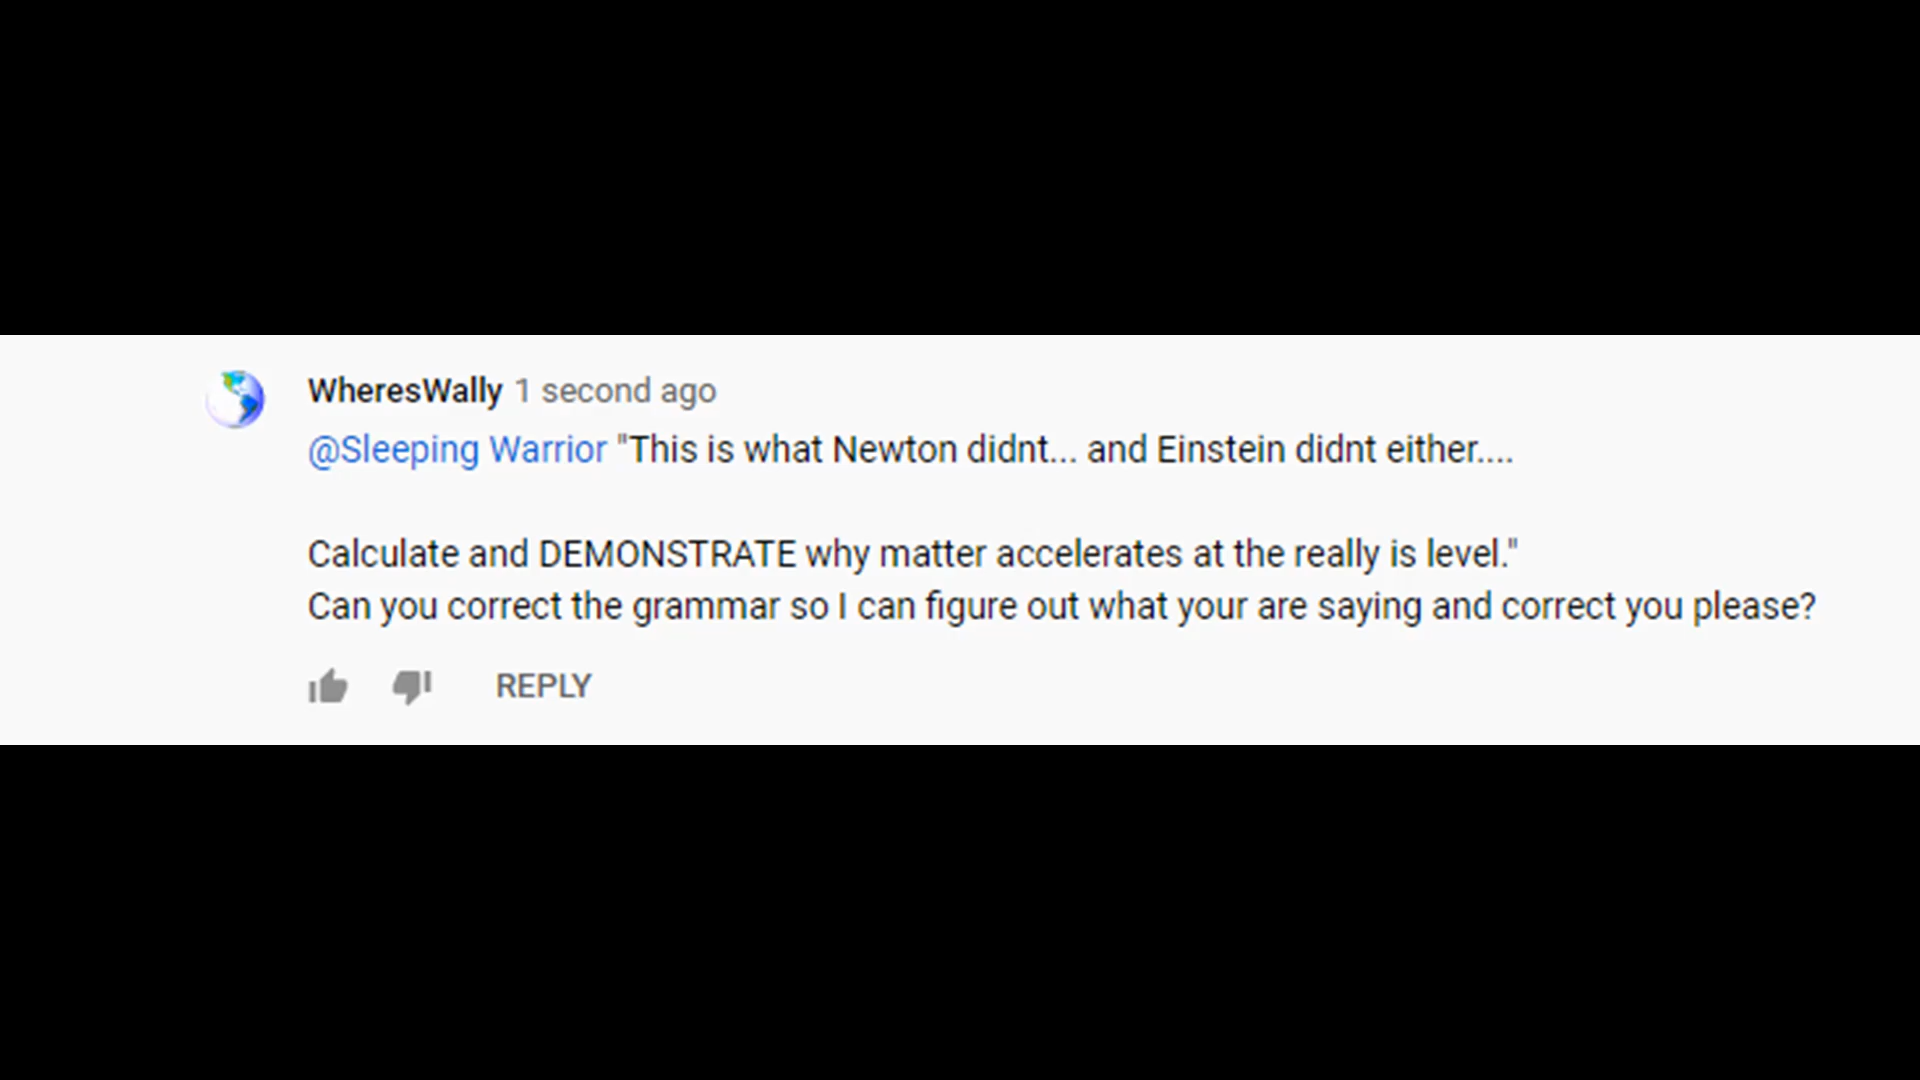 WheresWally 1 second ago
@Sleeping Warrior "This is what Newton didnt... and Einstein didnt either....
Calculate and DEMONSTRATE why matter accelerates at the really is level."
Can you correct the grammar so I can figure out what your are saying and correct you please?
REPLY